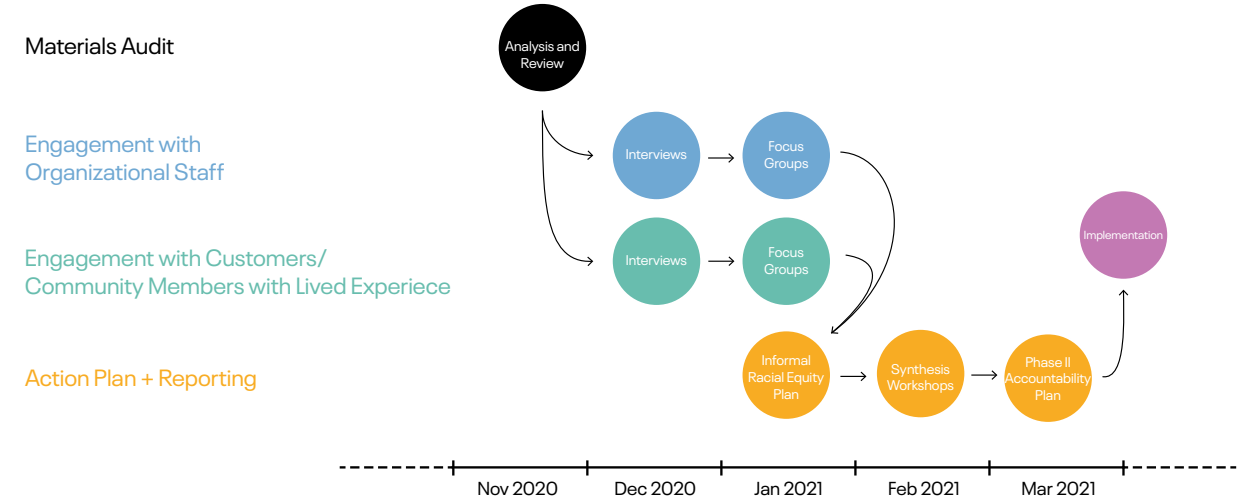 Materials Audit
Analysis and
Review
Engagement with
Organizational Staff
Interviews
Focus
Groups
Engagement with Customers/
Community Members with Lived Experiece
Interviews
Focus
Groups
Implementation
Action Plan + Reporting
Informal
Racial Equity
Plan
Synthesis
Workshops
Phase II
Accountability
Plan
Nov 2020
Dec 2020
Jan 2021
Feb 2021
Mar 2021